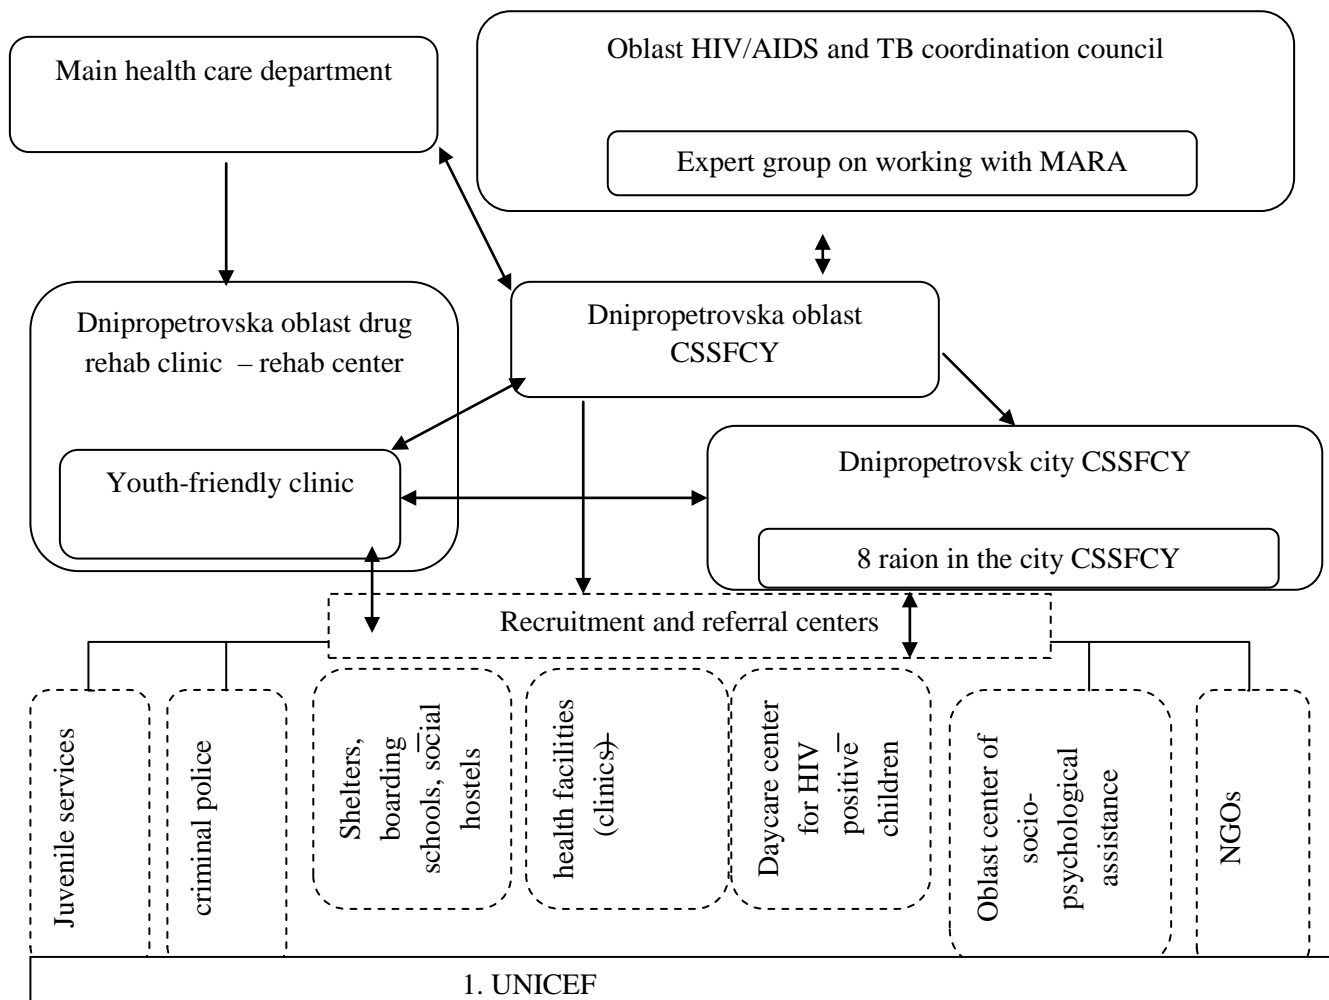 Main health care department
Oblast HIV/AIDS and TB coordination council
Expert group on working with MARA
Dnipropetrovska oblast drug
rehab clinic – rehab center
Dnipropetrovska oblast
CSSFCY
Youth-friendly clinic
Dnipropetrovsk city CSSFCY
8 raion in the city CSSFCY
Recruitment and referral centers
Juvenile services
criminal police
Shelters,
boarding
schools, social
hostels
health facilities
(clinics)
Daycare center
for HIV
positive
children
Oblast center of
socio-
psychological
assistance
NGOs
1. UNICEF